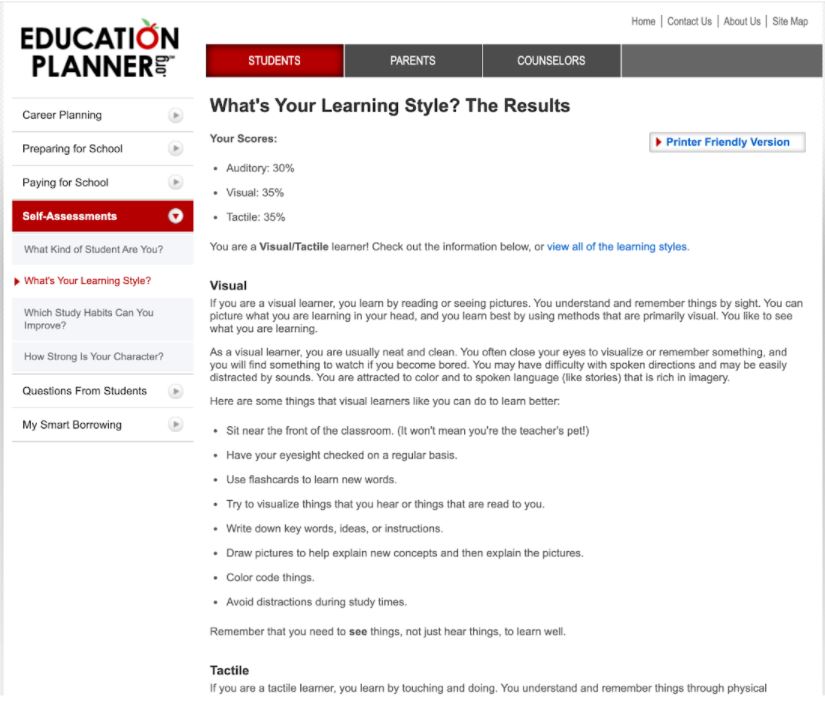 Home | Contact Us | About Us | Site Map
EDUCATION
PLANNER.org™
STUDENTS
PARENTS
COUNSELORS
Career Planning
Preparing for School
Paying for School
Self-Assessments
What Kind of Student Are You?
What's Your Learning Style?
Which Study Habits Can You
Improve?
How Strong Is Your Character?
Questions From Students
My Smart Borrowing
What's Your Learning Style? The Results
Your Scores:
Printer Friendly Version
• Auditory: 30%
• Visual: 35%
• Tactile: 35%
You are a Visual/Tactile learner! Check out the information below, or view all of the learning styles.
Visual
If you are a visual learner, you learn by reading or seeing pictures. You understand and remember things by sight. You can
picture what you are learning in your head, and you learn best by using methods that are primarily visual. You like to see
what you are learning.
As a visual learner, you are usually neat and clean. You often close your eyes to visualize or remember something, and
you will find something to watch if you become bored. You may have difficulty with spoken directions and may be easily
distracted by sounds. You are attracted to color and to spoken language (like stories) that is rich in imagery.
Here are some things that visual learners like you can do to learn better:
• Sit near the front of the classroom. (It won't mean you're the teacher's pet!)
• Have your eyesight checked on a regular basis.
• Use flashcards to learn new words.
• Try to visualize things that you hear or things that are read to you.
• Write down key words, ideas, or instructions.
• Draw pictures to help explain new concepts and then explain the pictures.
• Color code things.
• Avoid distractions during study times.
Remember that you need to see things, not just hear things, to learn well.
Tactile
If you are a tactile learner, you learn by touching and doing. You understand and remember things through physical